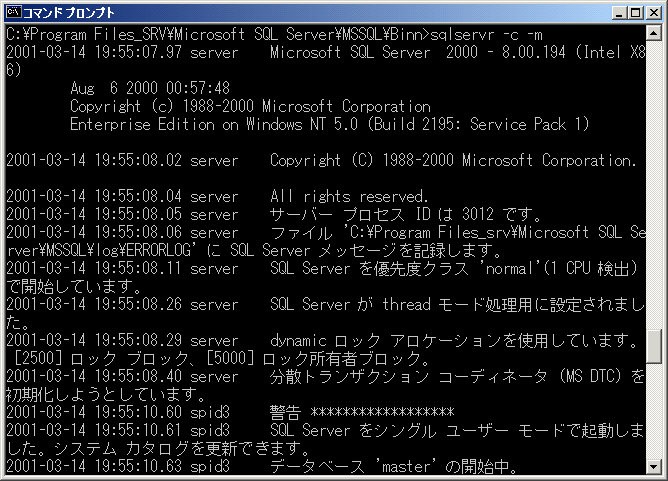 コマンド プロンプト
C:¥Program Files_SRV¥Microsoft SQL Server¥MSSQL¥Binn>sqlservr -c -m
2001-03-14 19:55:07.97 server    Microsoft SQL Server  2000 - 8.00.194 (Intel X8
6)
        Aug  6 2000 00:57:48
        Copyright (c) 1988-2000 Microsoft Corporation
        Enterprise Edition on Windows NT 5.0 (Build 2195: Service Pack 1)
2001-03-14 19:55:08.02 server    Copyright (C) 1988-2000 Microsoft Corporation.
2001-03-14 19:55:08.04 server    All rights reserved.
2001-03-14 19:55:08.05 server    サーバー プロセス ID は 3012 です。
2001-03-14 19:55:08.06 server    ファイル 'C:¥Program Files_srv¥Microsoft SQL Se
rver¥MSSQL¥log¥ERRORLOG' に SQL Server メッセージを記録します。
2001-03-14 19:55:08.11 server    SQL Server を優先度クラス 'normal'(1 CPU 検出)
で開始しています。
2001-03-14 19:55:08.26 server    SQL Server が thread モード処理用に設定されまし
た。
2001-03-14 19:55:08.29 server    dynamic ロック アロケーションを使用しています。
[2500] ロック ブロック、[5000] ロック所有者ブロック。
2001-03-14 19:55:08.40 server    分散トランザクション コーディネータ (MS DTC) を
初期化しようとしています。
2001-03-14 19:55:10.60 spid3     警告 ******************
2001-03-14 19:55:10.61 spid3     SQL Server をシングル ユーザー モードで起動しま
した。システム カタログを更新できます。
2001-03-14 19:55:10.63 spid3     データベース 'master' の開始中。